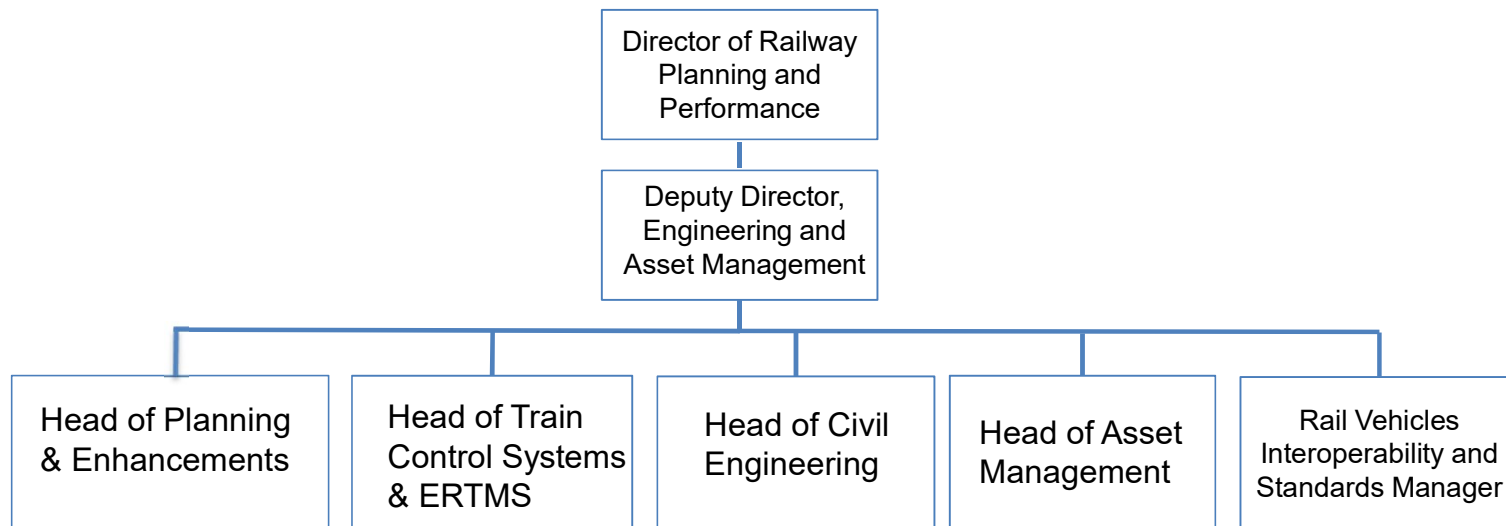 Director of Railway
Planning and
Performance
Deputy Director,
Engineering and
Asset Management
Head of Planning
& Enhancements
Head of Train
Control Systems
& ERTMS
Head of Civil
Engineering
Head of Asset
Management
Rail Vehicles
Interoperability and
Standards Manager